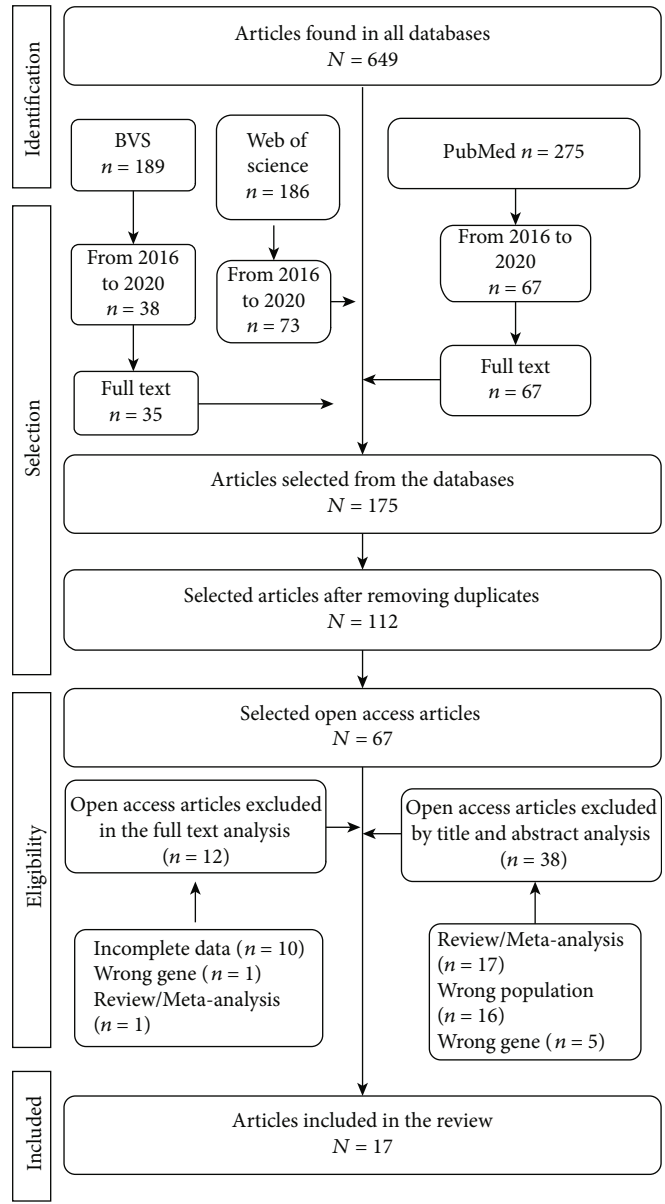 Identification
Articles found in all databases
N = 649
BVS
n = 189
Web of
science
n = 186
PubMed n = 275
Selection
From 2016
to 2020
n = 38
From 2016
to 2020
n = 73
From 2016 to
2020
n = 67
Full text
n = 35
Full text
n = 67
Articles selected from the databases
N = 175
Selected articles after removing duplicates
N = 112
Eligibility
Selected open access articles
N = 67
Open access articles excluded
in the full text analysis
(n = 12)
Open access articles excluded
by title and abstract analysis
(n = 38)
Incomplete data (n = 10)
Wrong gene (n = 1)
Review/Meta-analysis
(n = 1)
Review/Meta-analysis
(n = 17)
Wrong population
(n = 16)
Wrong gene (n = 5)
Included
Articles included in the review
N = 17